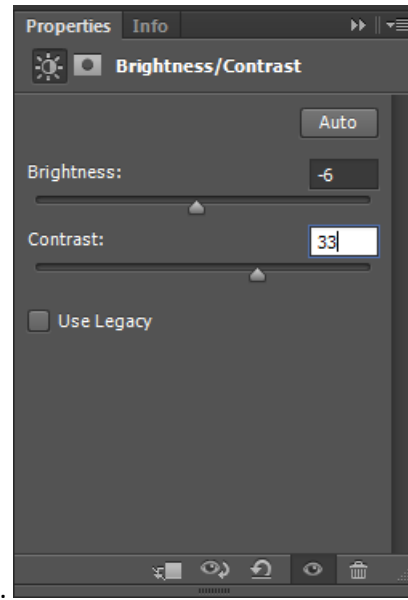 Properties Info
Brightness/Contrast
Auto
Brightness: -6
Contrast: 33
Use Legacy
.